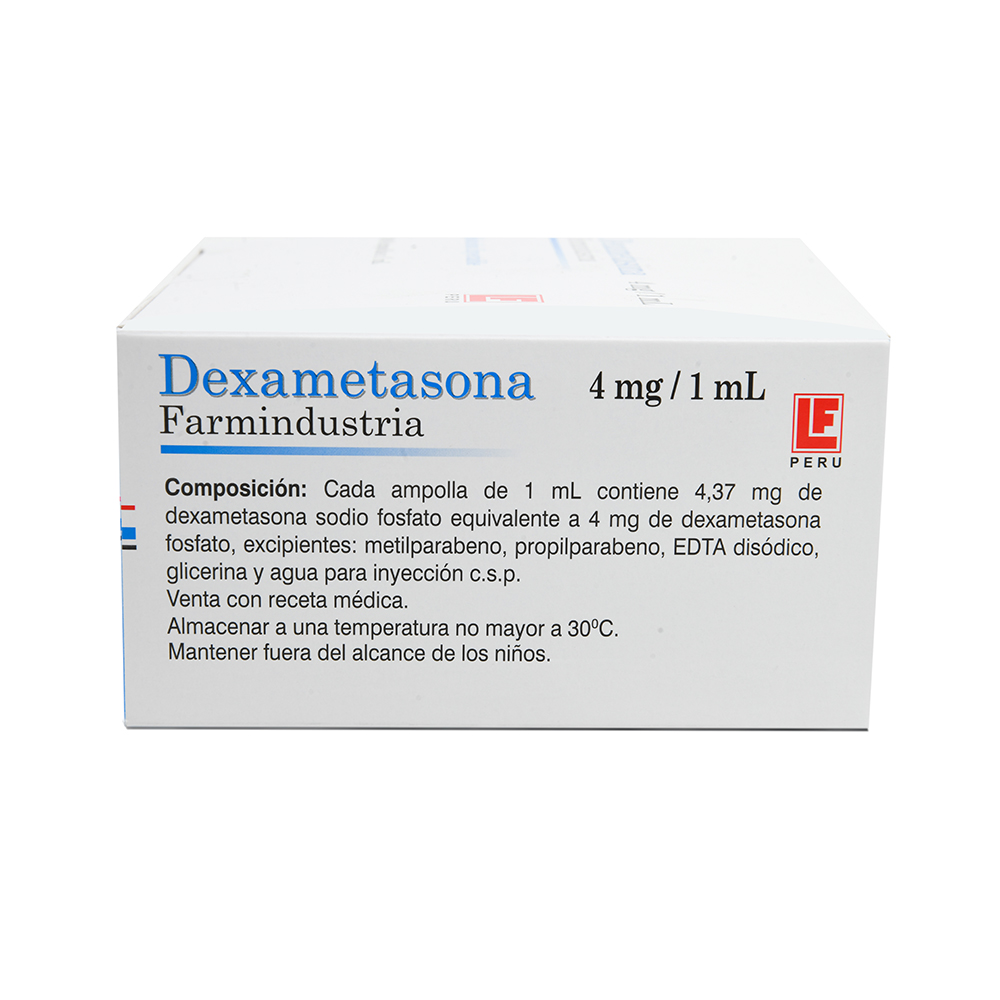 Dexametasona 4 mg / 1 mL
Farmindustria
LF
PERU
Composición: Cada ampolla de 1 mL contiene 4,37 mg de
dexametasona sodio fosfato equivalente a 4 mg de dexametasona
fosfato, excipientes: metilparabeno, propilparabeno, EDTA disódico,
glicerina y agua para inyección c.s.p.
Venta con receta médica.
Almacenar a una temperatura no mayor a 30ºC.
Mantener fuera del alcance de los niños.